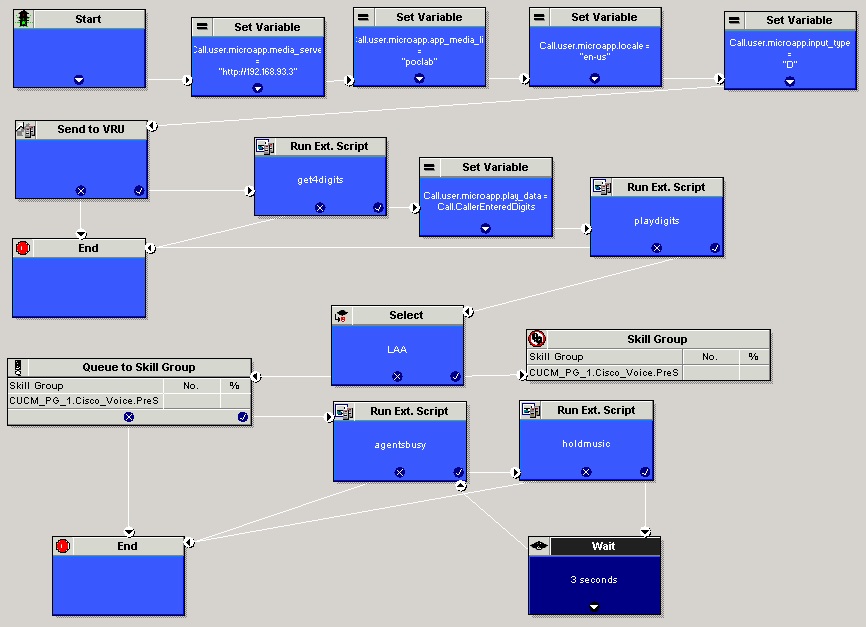 Start
Set Variable
Call.user.microapp.media_serve
=
"http://192.168.93.3"
Set Variable
Call.user.microapp.app_media_li
=
"poclab"
Set Variable
Call.user.microapp.locale =
"en-us"
Set Variable
Call.user.microapp.input_type
=
"D"
Send to VRU
Run Ext. Script
get4digits
Set Variable
Call.user.microapp.play_data =
Call.CallerEnteredDigits
Run Ext. Script
playdigits
End
Select
LAA
Skill Group
Skill Group No. %
CUCM_PG_1.Cisco_Voice.PreS
Queue to Skill Group
Skill Group No. %
CUCM_PG_1.Cisco_Voice.PreS
Run Ext. Script
agentsbusy
Run Ext. Script
holdmusic
End
Wait
3 seconds